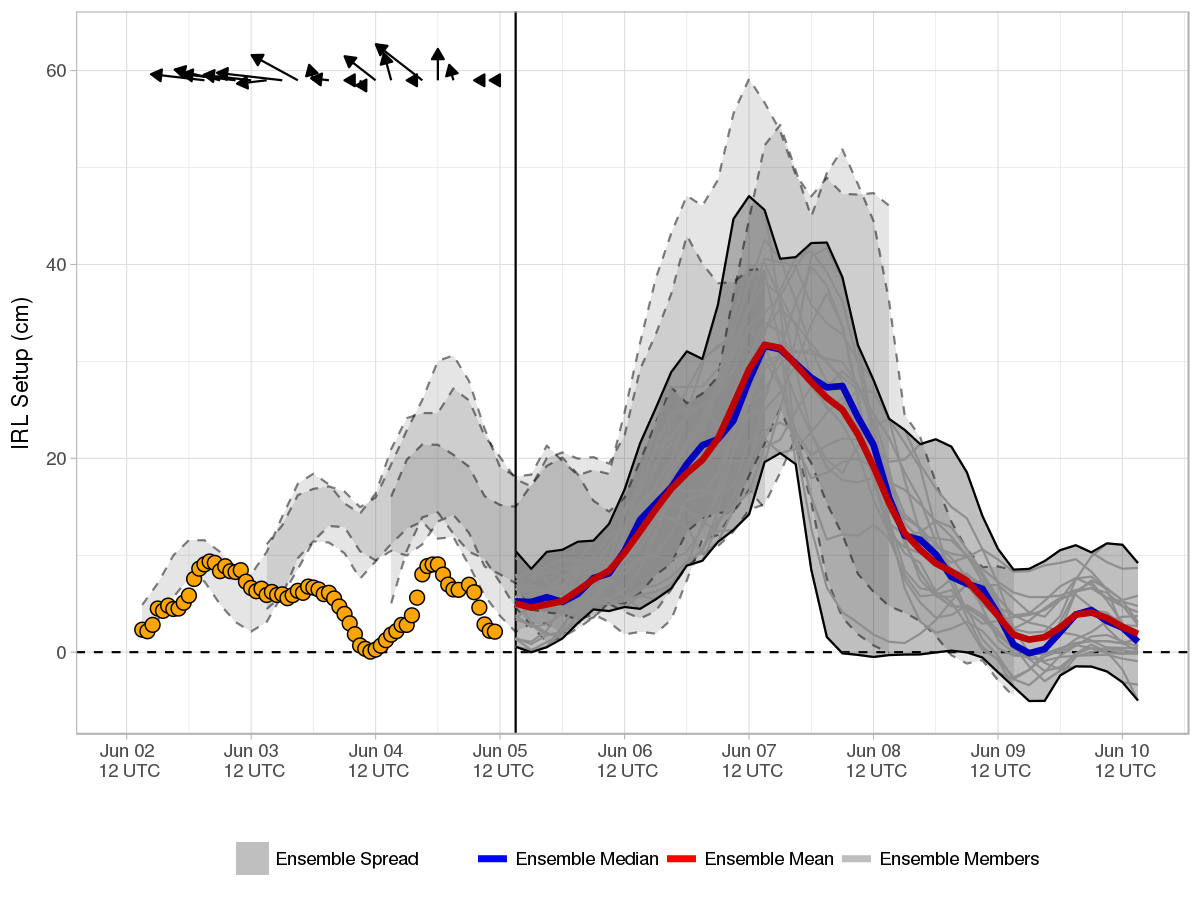 IRL Setup (cm)
60
40
20
0
Jun 02 Jun 03 Jun 04 Jun 05 Jun 06 Jun 07 Jun 08 Jun 09 Jun 10
12 UTC 12 UTC 12 UTC 12 UTC 12 UTC 12 UTC 12 UTC 12 UTC 12 UTC
Ensemble Spread Ensemble Median Ensemble Mean Ensemble Members